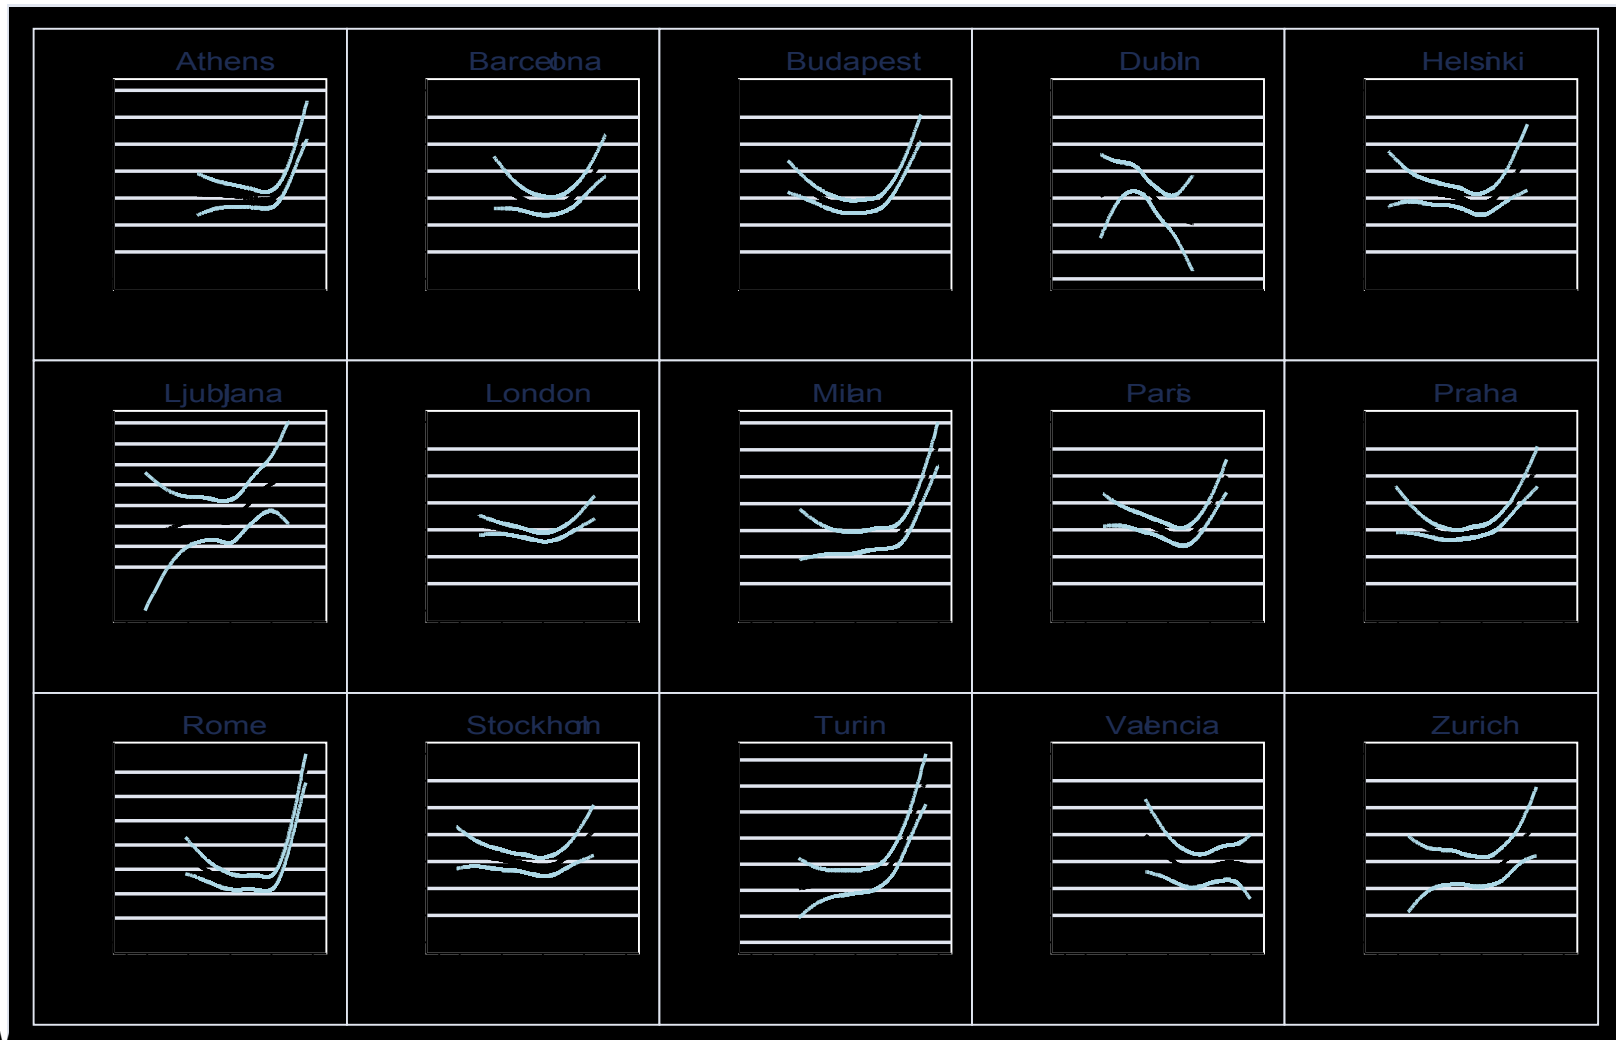 Athens Barcelona Budapest Dublin Helsinki
Ljubljana London Milan Paris Praha
Rome Stockholm Turin Valencia Zurich